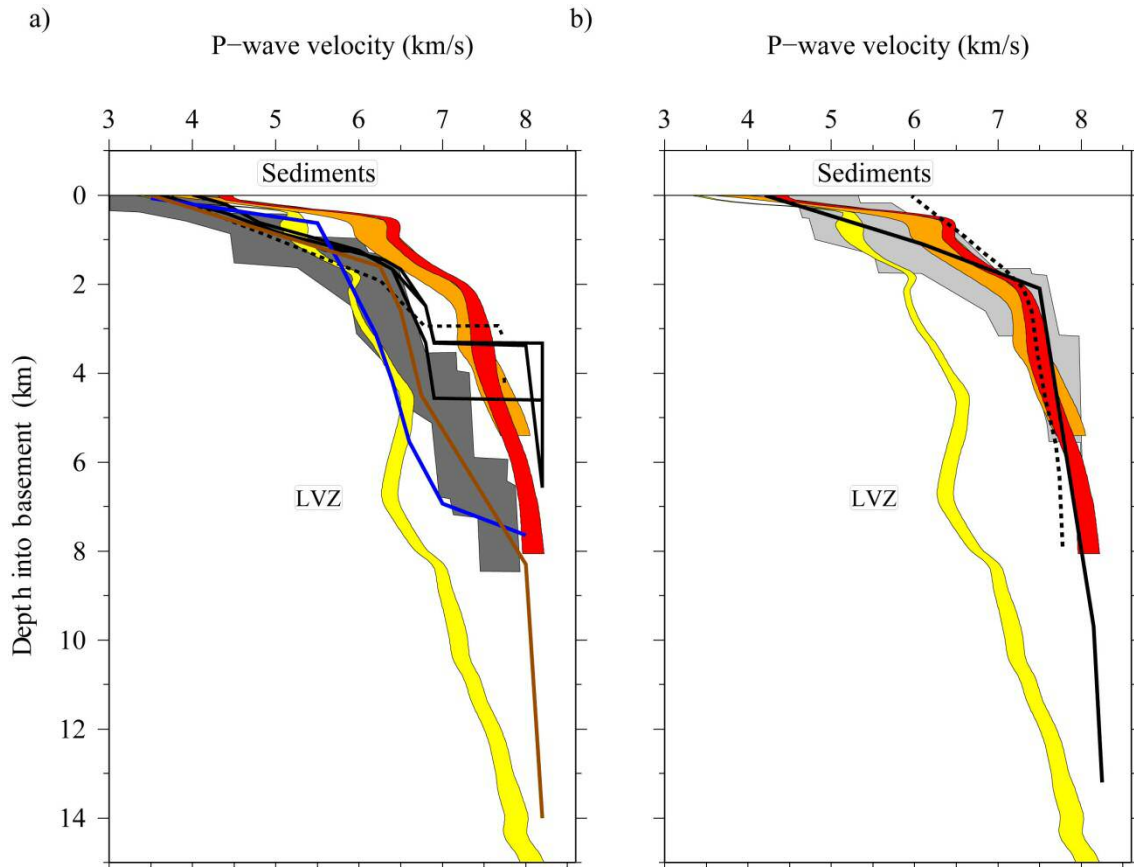 a)
P−wave velocity (km/s)
3 4 5 6 7 8
Sediments
LVZ
Depth into basement (km)
0
2
4
6
8
10
12
14
b)
P−wave velocity (km/s)
3 4 5 6 7 8
Sediments
LVZ